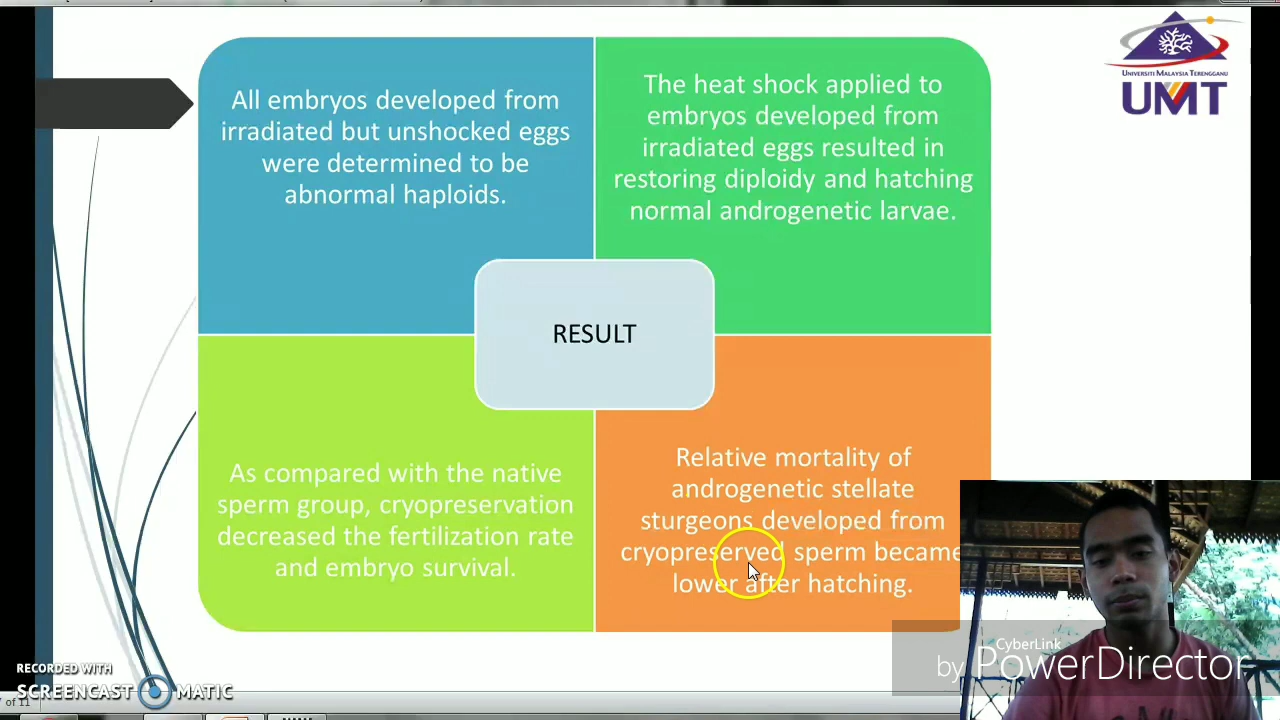 All embryos developed from
irradiated but unshocked eggs
were determined to be
abnormal haploids.
The heat shock applied to
embryos developed from
irradiated eggs resulted in
restoring diploidy and hatching
normal androgenetic larvae.
UNIVERSITI MALAYSIA TERENGGANU
UMT
RESULT
As compared with the native
sperm group, cryopreservation
decreased the fertilization rate
and embryo survival.
Relative mortality of
androgenetic stellate
sturgeons developed from
cryopreserved sperm became
lower after hatching.
CyberLink
by PowerDirector
RECORDED WITH
SCREENCAST MATIC
of 11